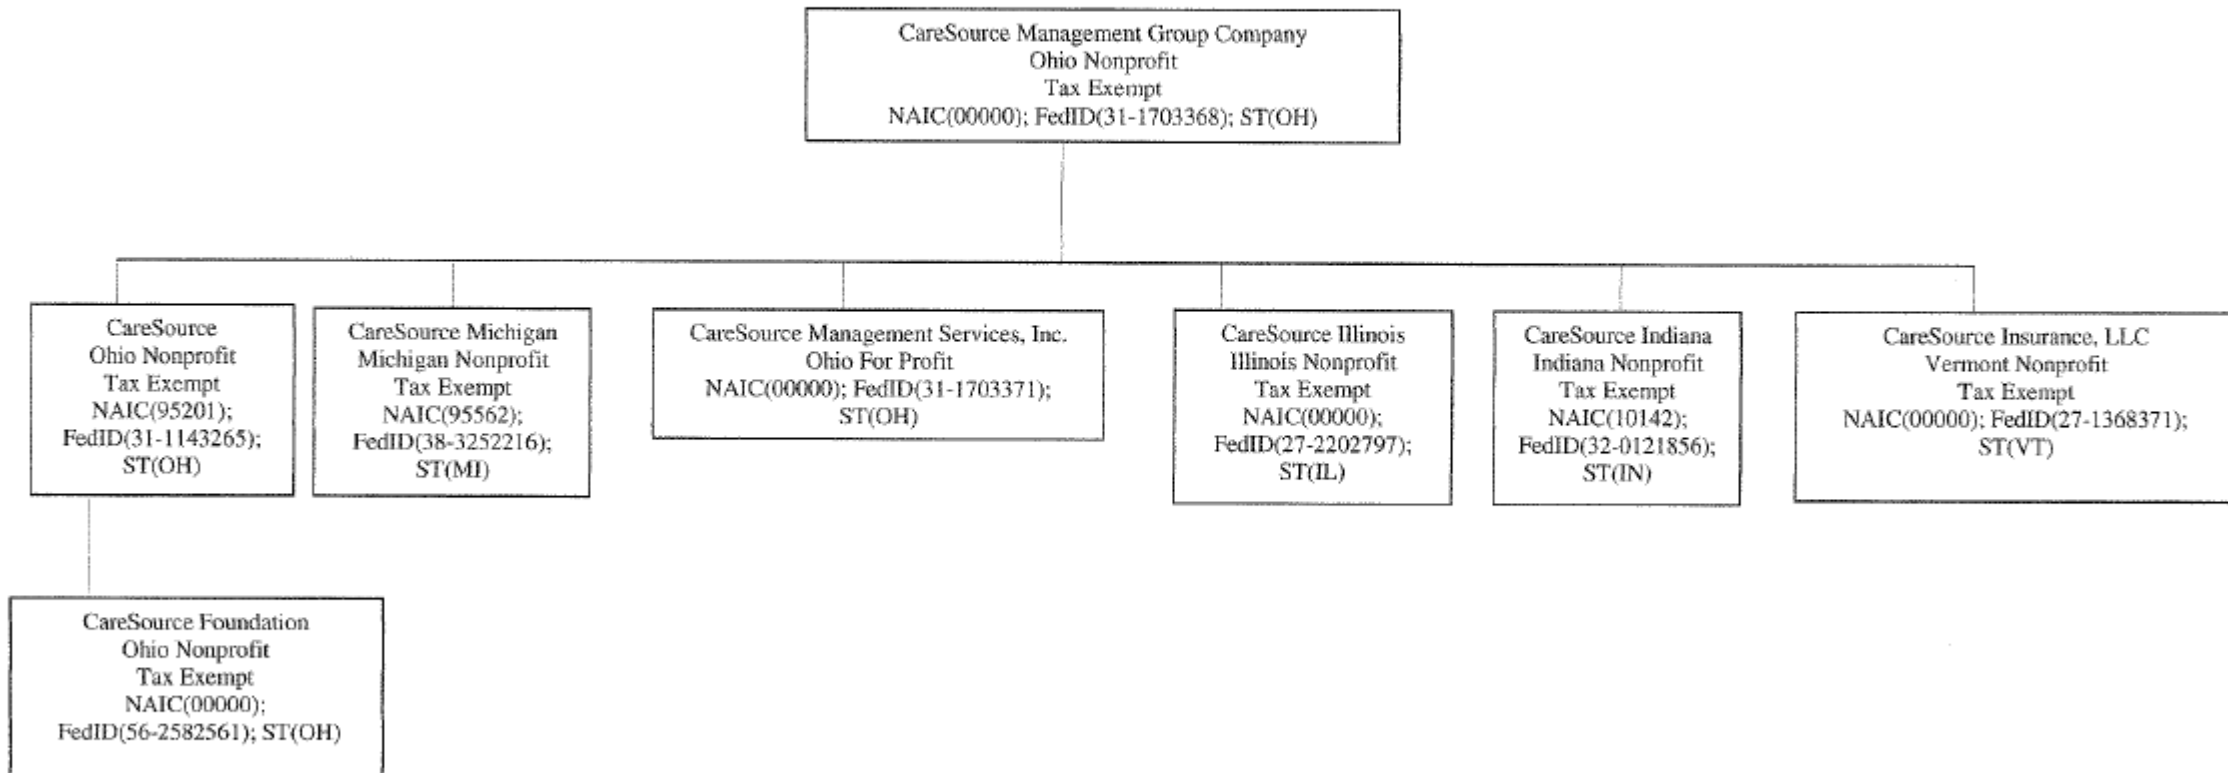 CareSource Management Group Company
Ohio Nonprofit
Tax Exempt
NAIC(00000); FedID(31-1703368); ST(OH)
CareSource
Ohio Nonprofit
Tax Exempt
NAIC(95201);
FedID(31-1143265);
ST(OH)
CareSource Michigan
Michigan Nonprofit
Tax Exempt
NAIC(95562);
FedID(38-3252216);
ST(MI)
CareSource Management Services, Inc.
Ohio For Profit
NAIC(00000); FedID(31-1703371);
ST(OH)
CareSource Illinois
Illinois Nonprofit
Tax Exempt
NAIC(00000);
FedID(27-2202797);
ST(IL)
CareSource Indiana
Indiana Nonprofit
Tax Exempt
NAIC(10142);
FedID(32-0121856);
ST(IN)
CareSource Insurance, LLC
Vermont Nonprofit
Tax Exempt
NAIC(00000); FedID(27-1368371);
ST(VT)
CareSource Foundation
Ohio Nonprofit
Tax Exempt
NAIC(00000);
FedID(56-2582561); ST(OH)